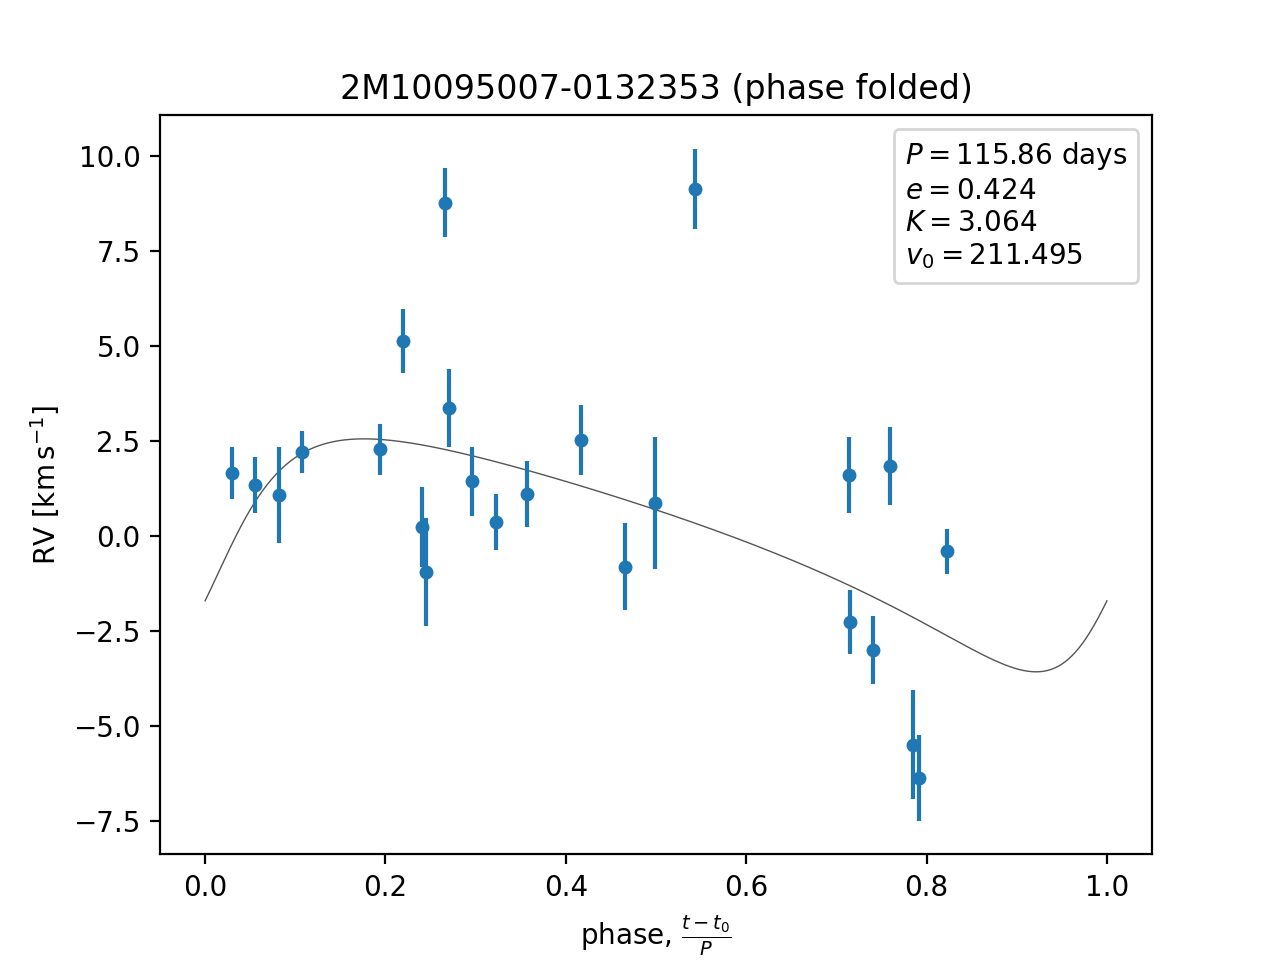 2M10095007-0132353 (phase folded)
P = 115.86 days
e = 0.424
K = 3.064
v₀ = 211.495
10.0
7.5
5.0
2.5
0.0
−2.5
−5.0
−7.5
RV [km s⁻¹]
0.0 0.2 0.4 0.6 0.8 1.0
phase, (t − t₀)/P